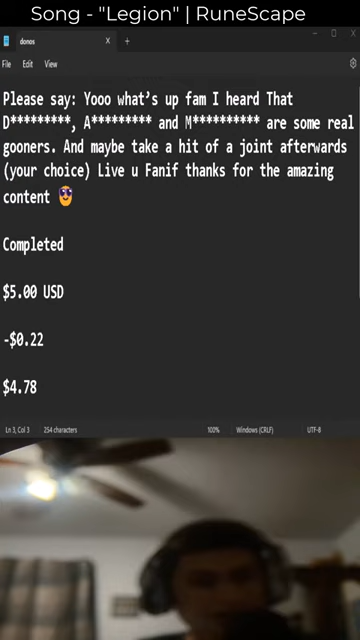 Song - "Legion" | RuneScape
donos
File Edit View
Please say: Yooo what's up fam I heard That
D*********, A********* and M********** are some real
gooners. And maybe take a hit of a joint afterwards
(your choice) Live u Fanif thanks for the amazing
content 😎
Completed
$5.00 USD
-$0.22
$4.78
Ln 3, Col 3 254 characters 100% Windows (CRLF) UTF-8